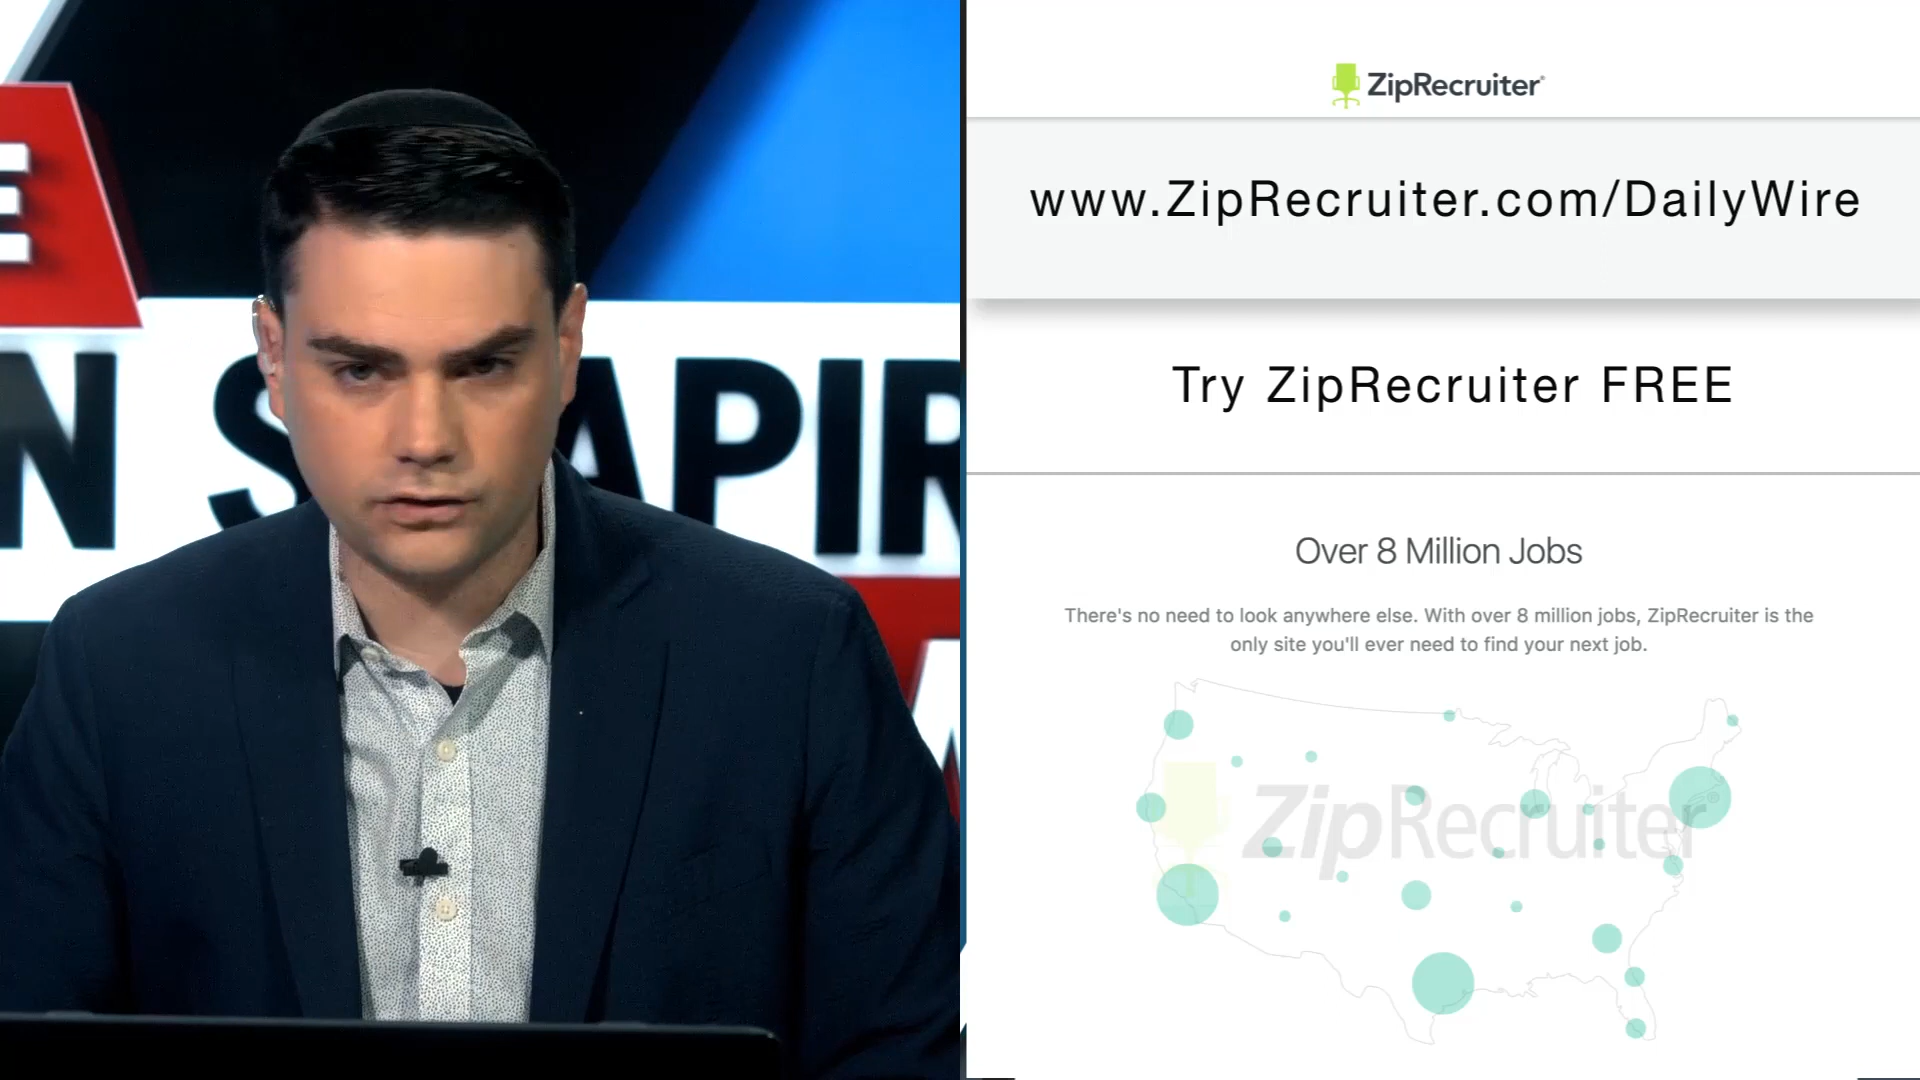 E
N SHAPIR
ZipRecruiter®
www.ZipRecruiter.com/DailyWire
Try ZipRecruiter FREE
Over 8 Million Jobs
There's no need to look anywhere else. With over 8 million jobs, ZipRecruiter is the
only site you'll ever need to find your next job.
ZipRecruiter®